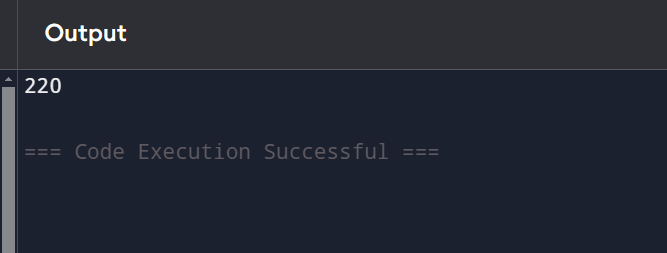 Output
220
=== Code Execution Successful ===